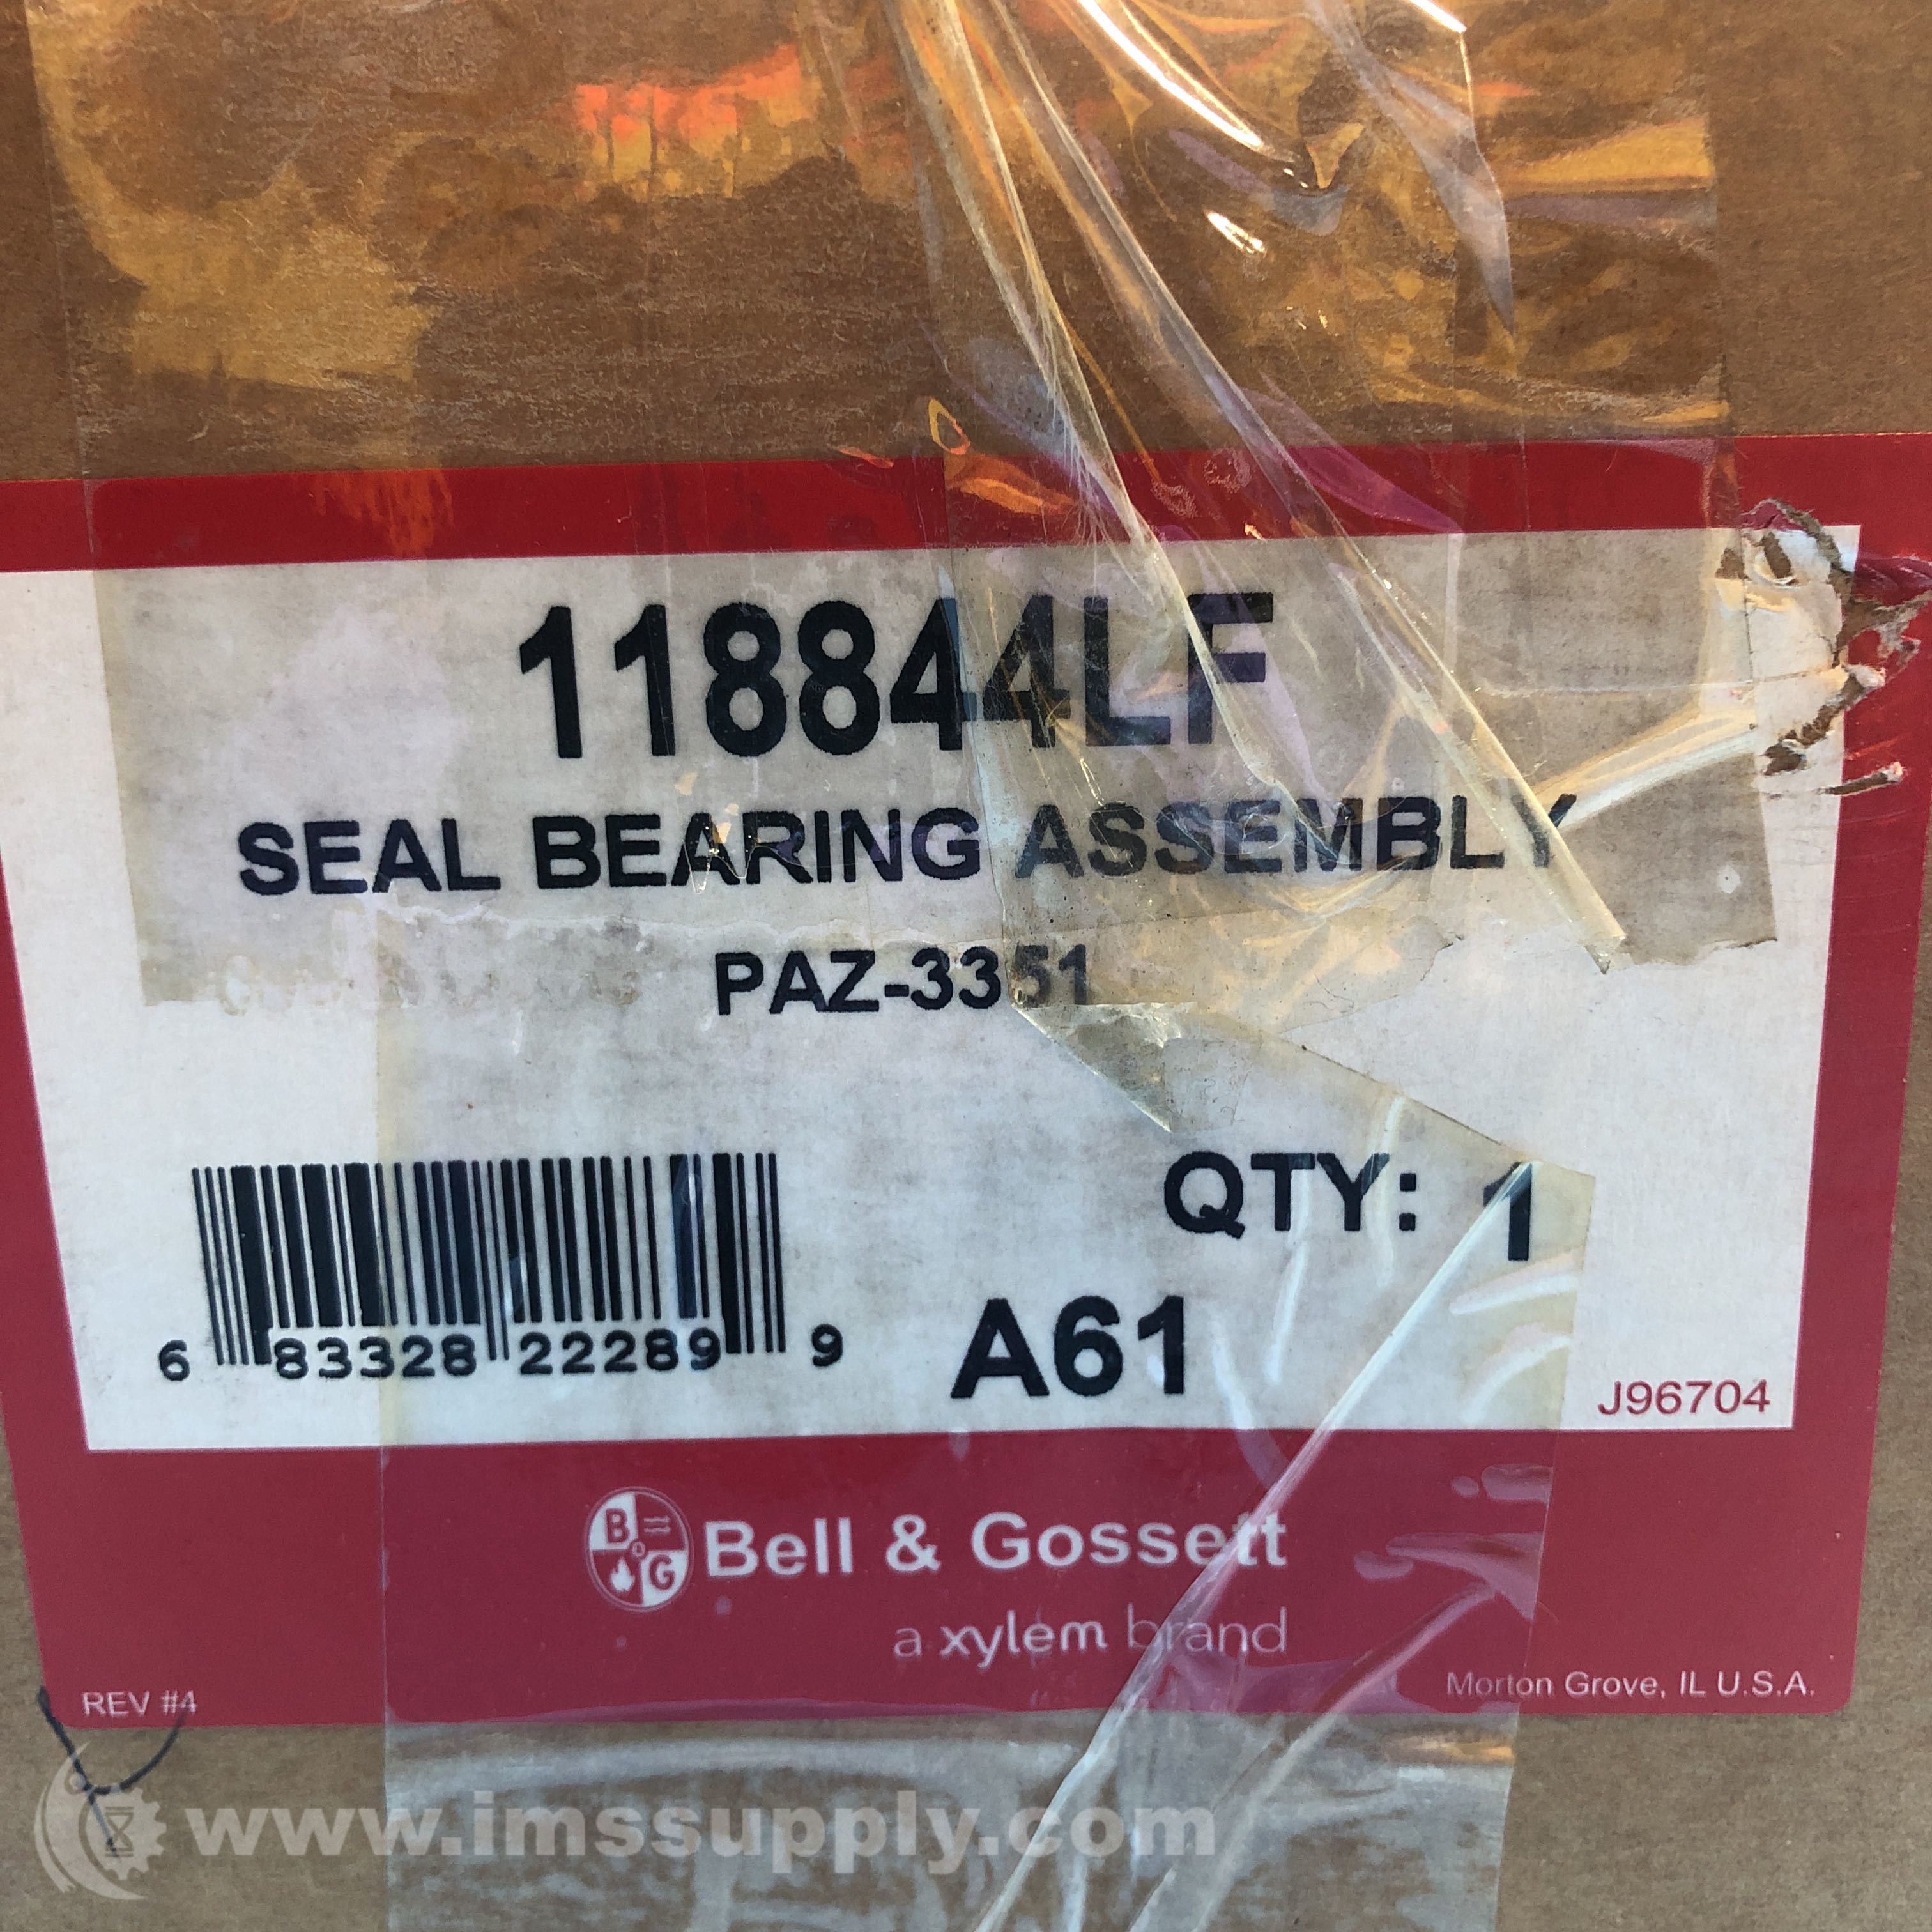 118844LF
SEAL BEARING ASSEMBLY
PAZ-3351
QTY: 1
6 83328 22289 9
A61
J96704
B G Bell & Gossett
a xylem brand
REV #4
Morton Grove, IL U.S.A.
www.imssupply.com